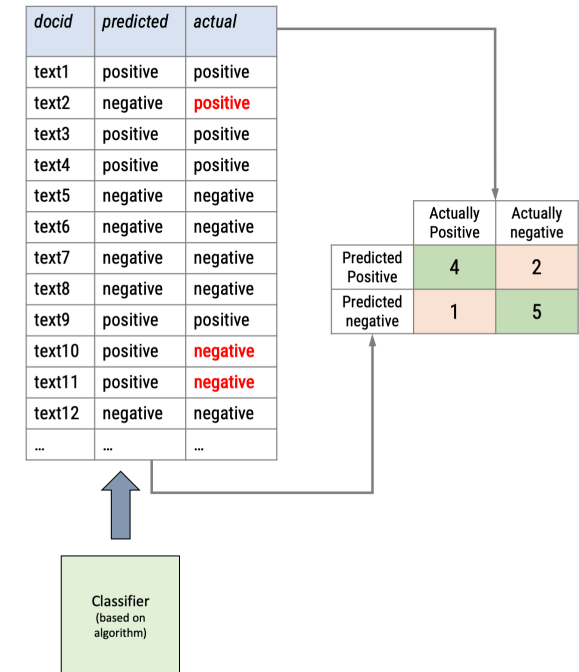 docid predicted actual
text1 positive positive
text2 negative positive
text3 positive positive
text4 positive positive
text5 negative negative
text6 negative negative
text7 negative negative
text8 negative negative
text9 positive positive
text10 positive negative
text11 positive negative
text12 negative negative
... ... ...
Actually Actually
Positive negative
Predicted
Positive
4 2
Predicted
negative
1 5
Classifier
(based on
algorithm)